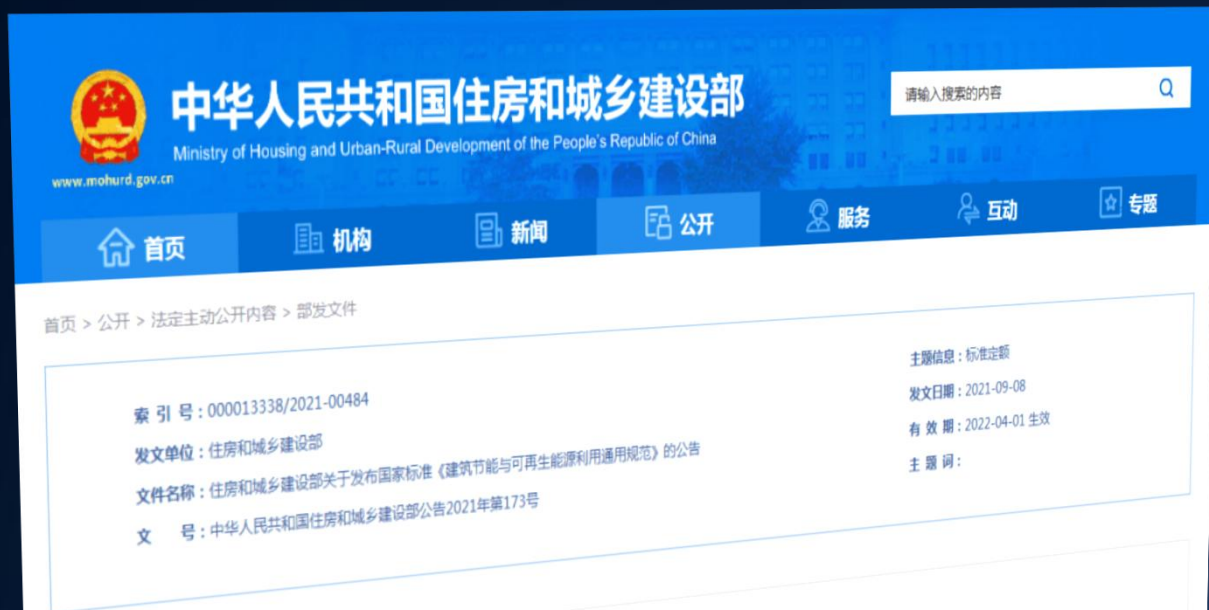 中华人民共和国住房和城乡建设部
Ministry of Housing and Urban-Rural Development of the People's Republic of China
www.mohurd.gov.cn
请输入搜索的内容
首页 机构 新闻 公开 服务 互动 专题
首页 > 公开 > 法定主动公开内容 > 部发文件
索 引 号：000013338/2021-00484
主题信息：标准定额
发文单位：住房和城乡建设部
发文日期：2021-09-08
文件名称：住房和城乡建设部关于发布国家标准《建筑节能与可再生能源利用通用规范》的公告
有 效 期：2022-04-01 生效
文 号：中华人民共和国住房和城乡建设部公告2021年第173号
主 题 词：